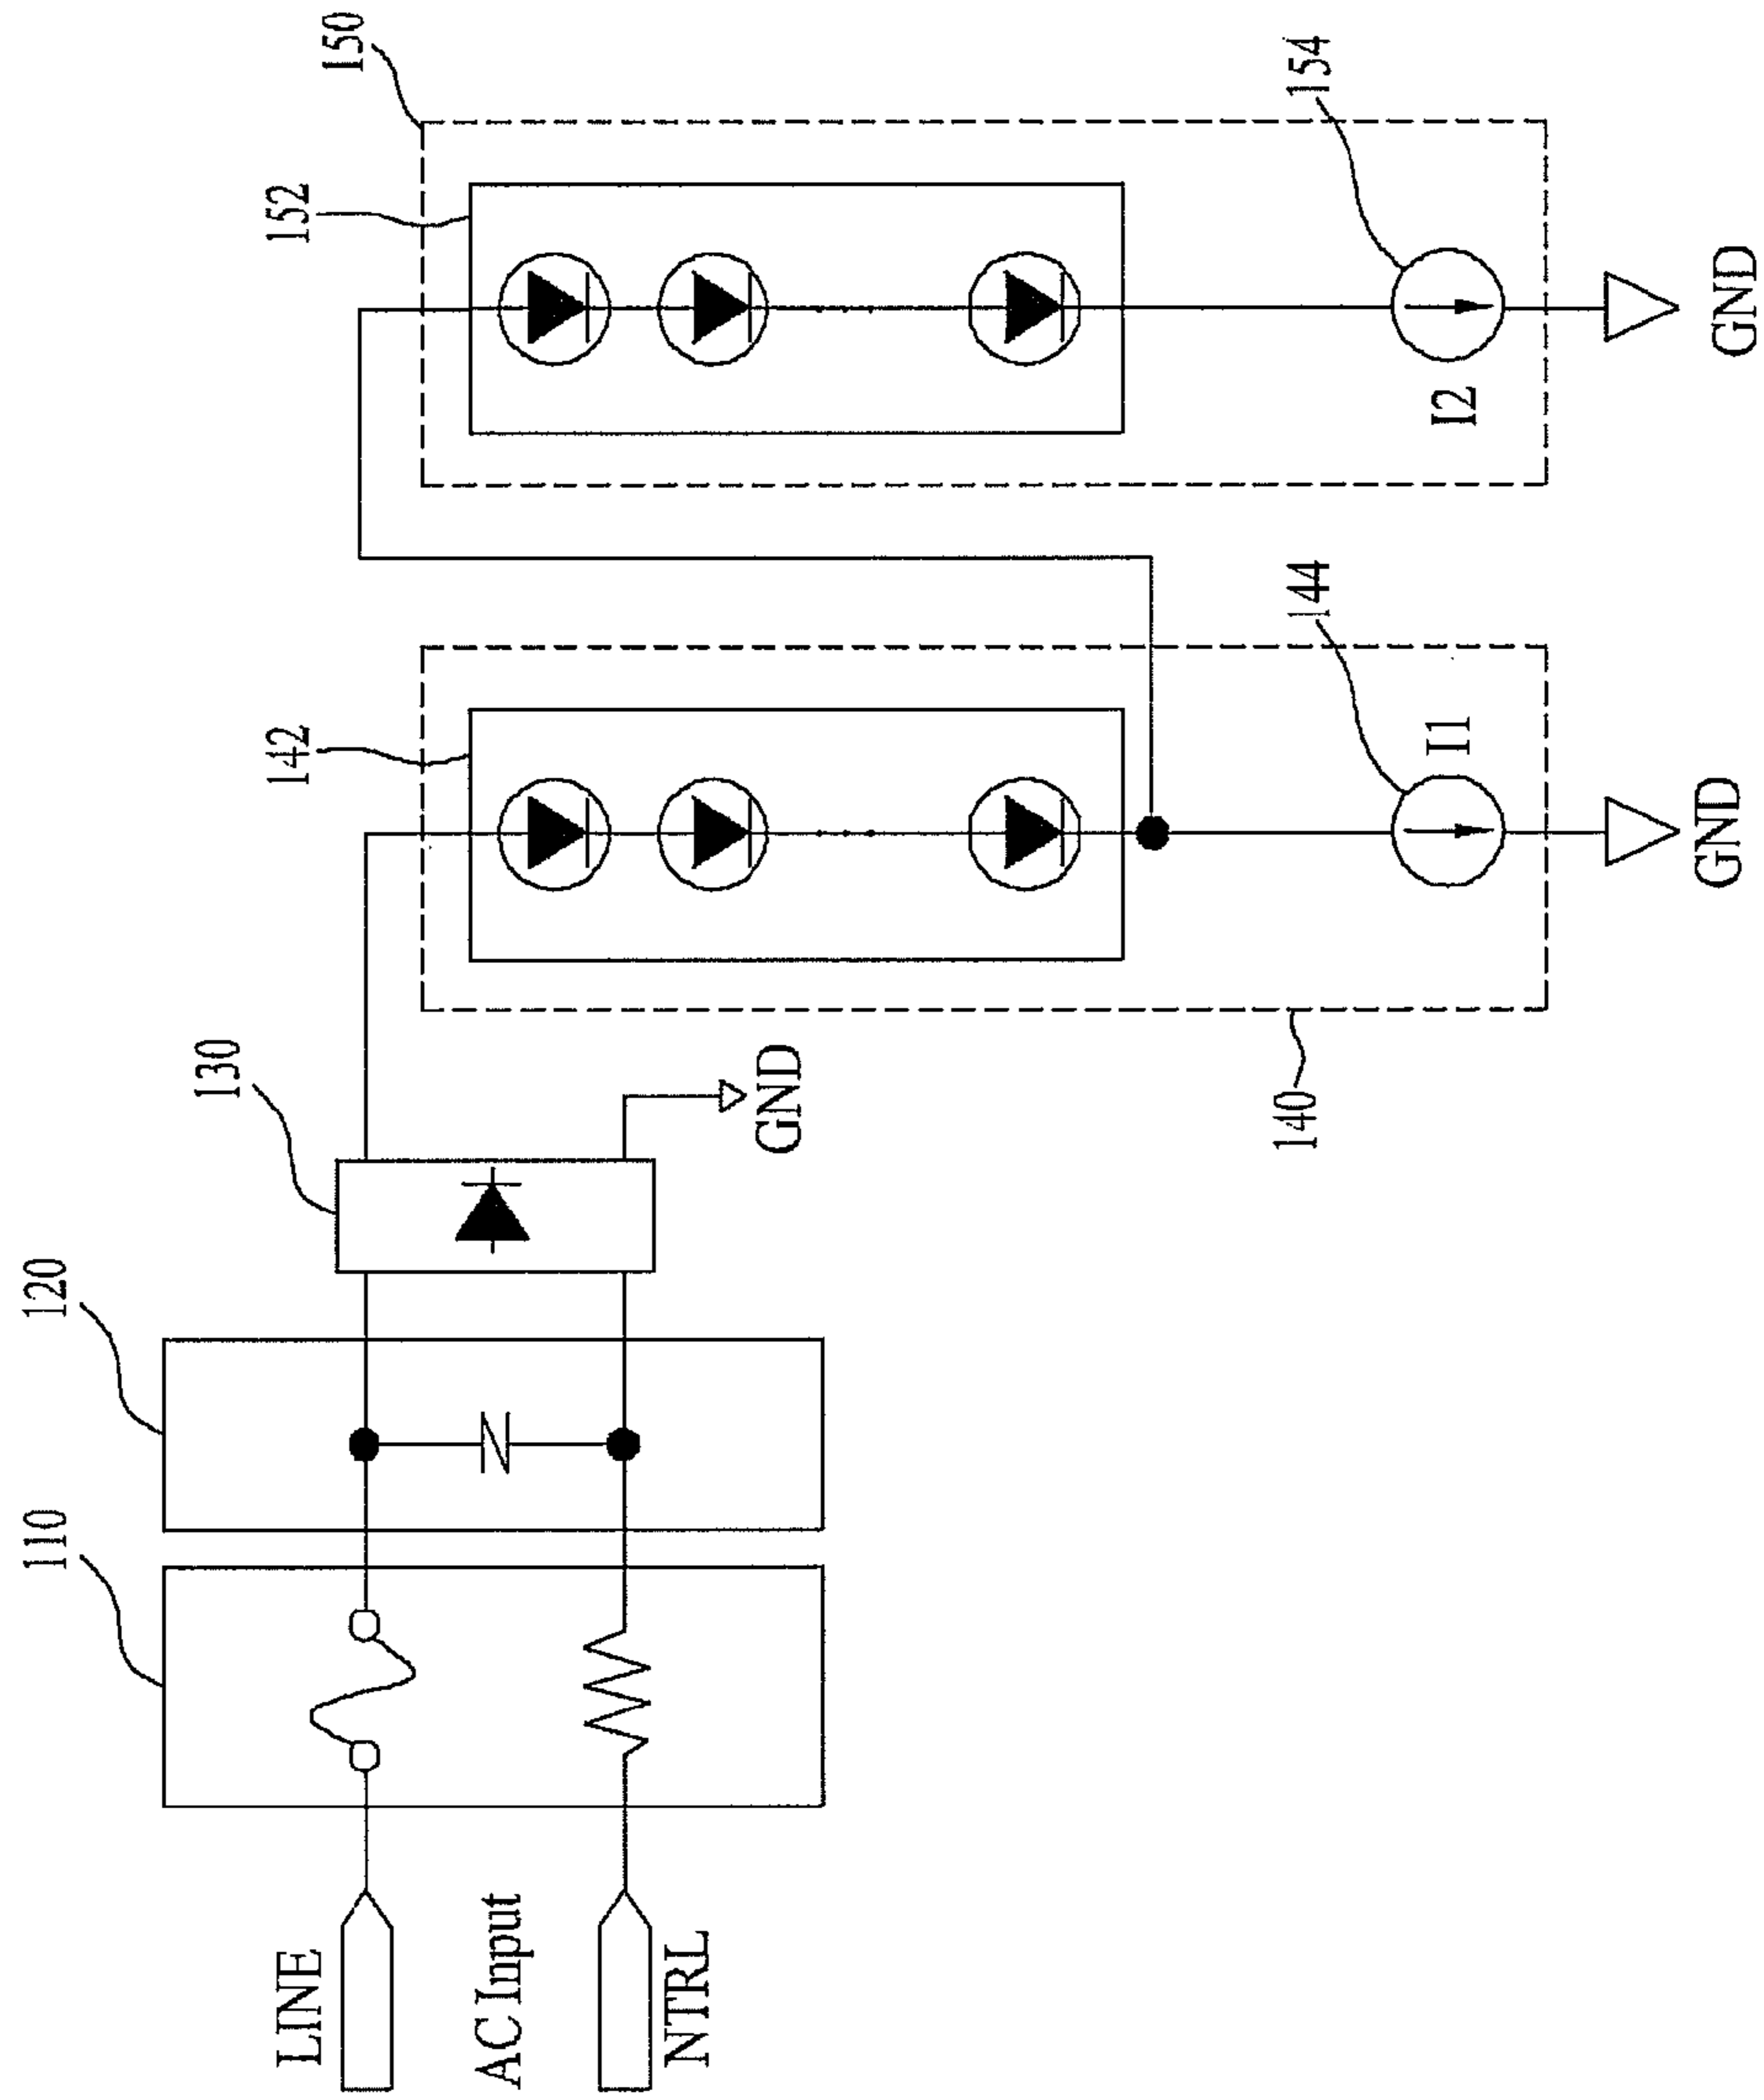 LINE
AC Input
NTRL
110
120
130
GND
140
142
144
I1
GND
150
152
154
I2
GND